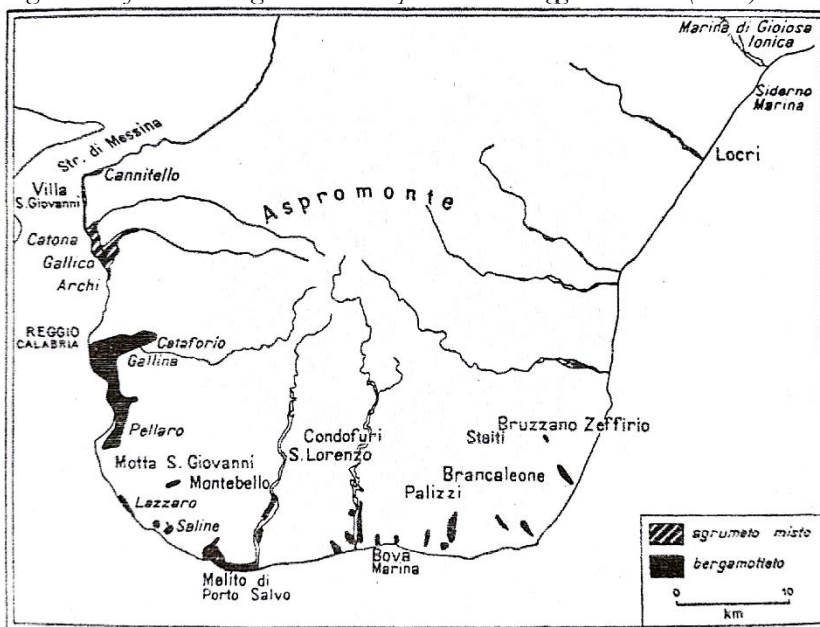 Marina di Gioiosa
Ionica
Siderno
Marina
Locri
Str. di Messina
Cannitello
Villa
S. Giovanni
Aspromonte
Catona
Gallico
Archi
REGGIO
CALABRIA
Cataforio
Gallina
Pellaro
Motta S. Giovanni
Montebello
Lazzaro
Saline
Melito di
Porto Salvo
Condofuri
S. Lorenzo
Bova
Marina
Palizzi
Staiti
Bruzzano Zeffirio
Brancaleone
agrumeto misto
bergamotteto
0 10
km